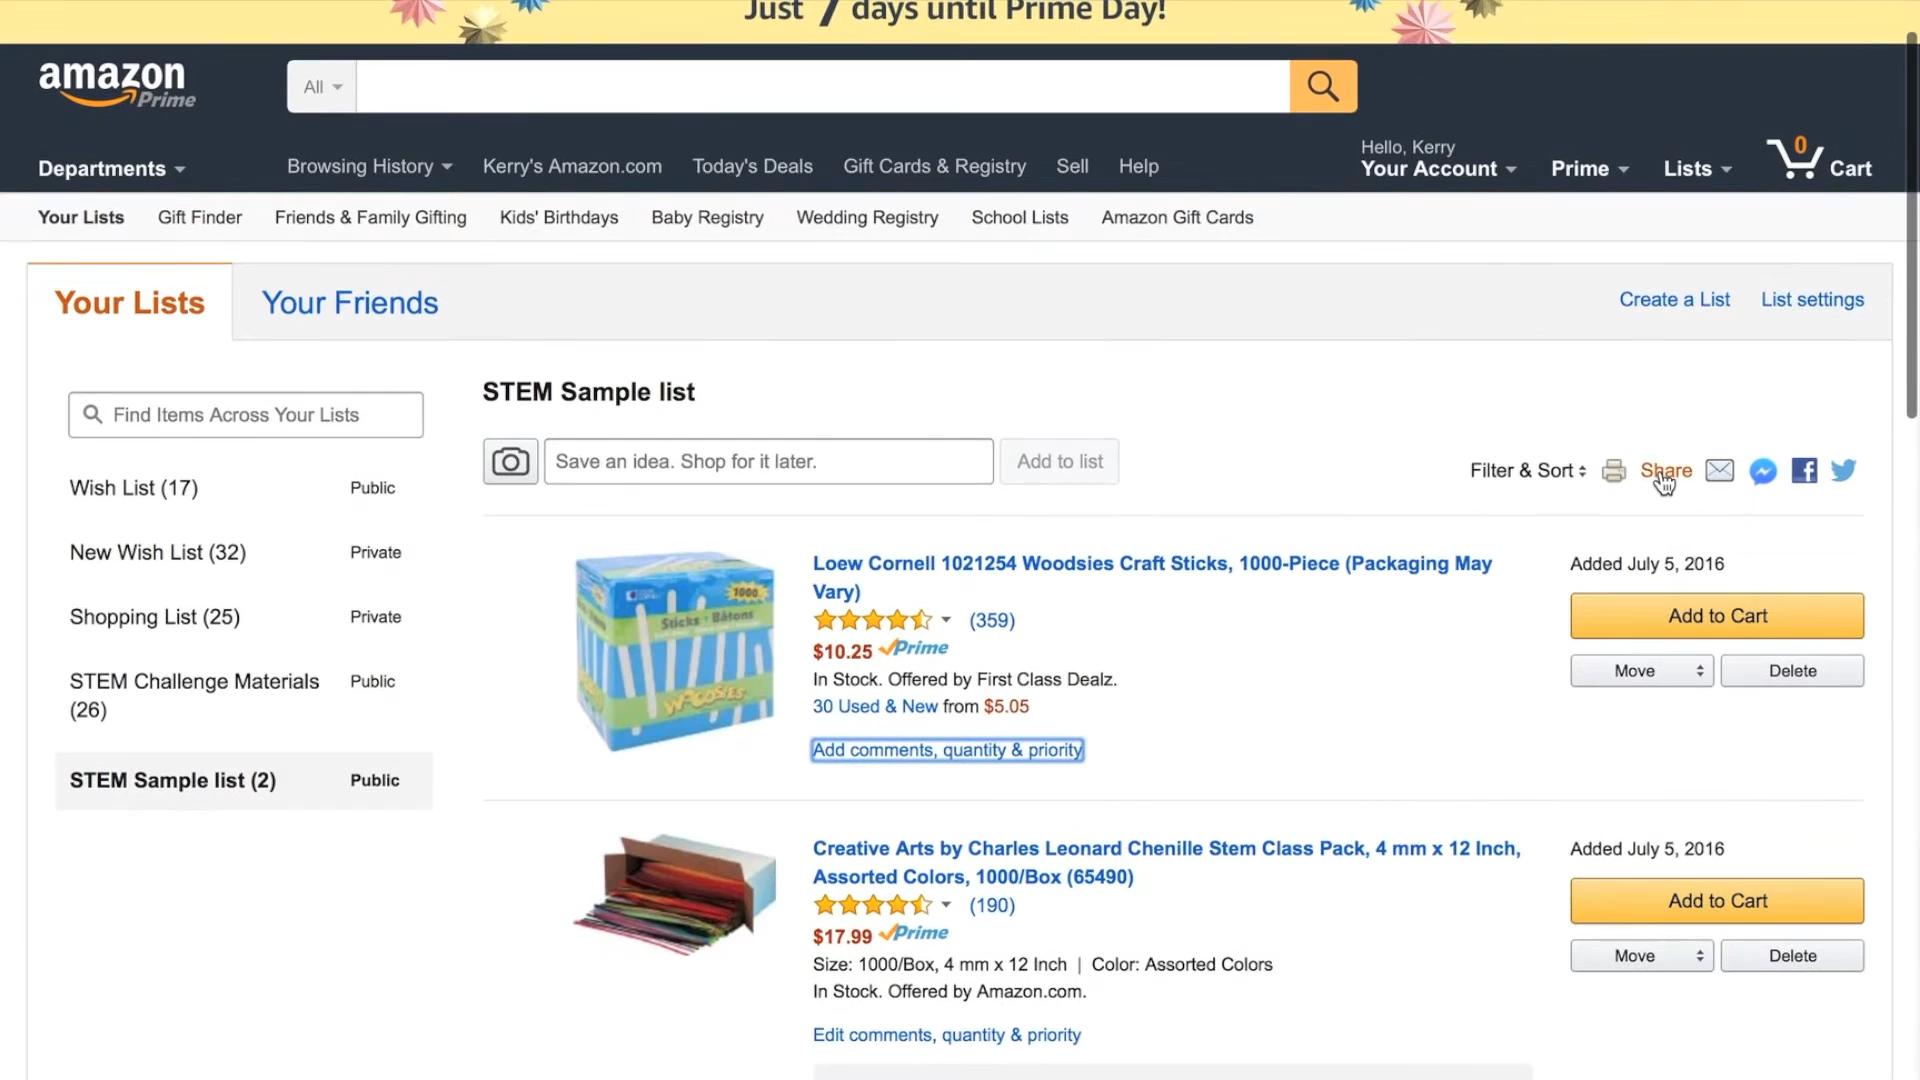 Just 7 days until Prime Day!
amazon
Prime
All
Hello, Kerry
0
Departments
Browsing History
Kerry's Amazon.com
Today's Deals
Gift Cards & Registry
Sell
Help
Your Account
Prime
Lists
Cart
Your Lists
Gift Finder
Friends & Family Gifting
Kids' Birthdays
Baby Registry
Wedding Registry
School Lists
Amazon Gift Cards
Your Lists
Your Friends
Create a List
List settings
STEM Sample list
Find Items Across Your Lists
Save an idea. Shop for it later.
Add to list
Filter & Sort
Share
Wish List (17)
Public
New Wish List (32)
Private
Shopping List (25)
Private
STEM Challenge Materials
(26)
Public
STEM Sample list (2)
Public
1000
Sticks · Bâtons
WOODSIES
Loew Cornell 1021254 Woodsies Craft Sticks, 1000-Piece (Packaging May
Vary)
(359)
$10.25 Prime
In Stock. Offered by First Class Dealz.
30 Used & New from $5.05
Add comments, quantity & priority
Added July 5, 2016
Add to Cart
Move
Delete
Creative Arts by Charles Leonard Chenille Stem Class Pack, 4 mm x 12 Inch,
Assorted Colors, 1000/Box (65490)
(190)
$17.99 Prime
Size: 1000/Box, 4 mm x 12 Inch | Color: Assorted Colors
In Stock. Offered by Amazon.com.
Edit comments, quantity & priority
Added July 5, 2016
Add to Cart
Move
Delete